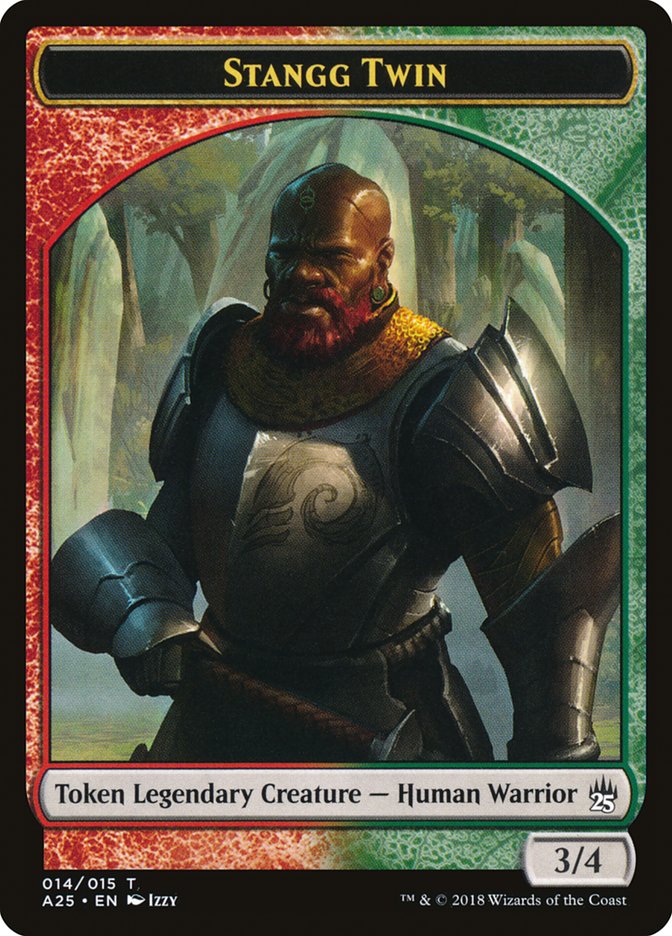 Stangg Twin
Token Legendary Creature — Human Warrior
25
3/4
014/015 T
A25 • EN Izzy
™ & © 2018 Wizards of the Coast